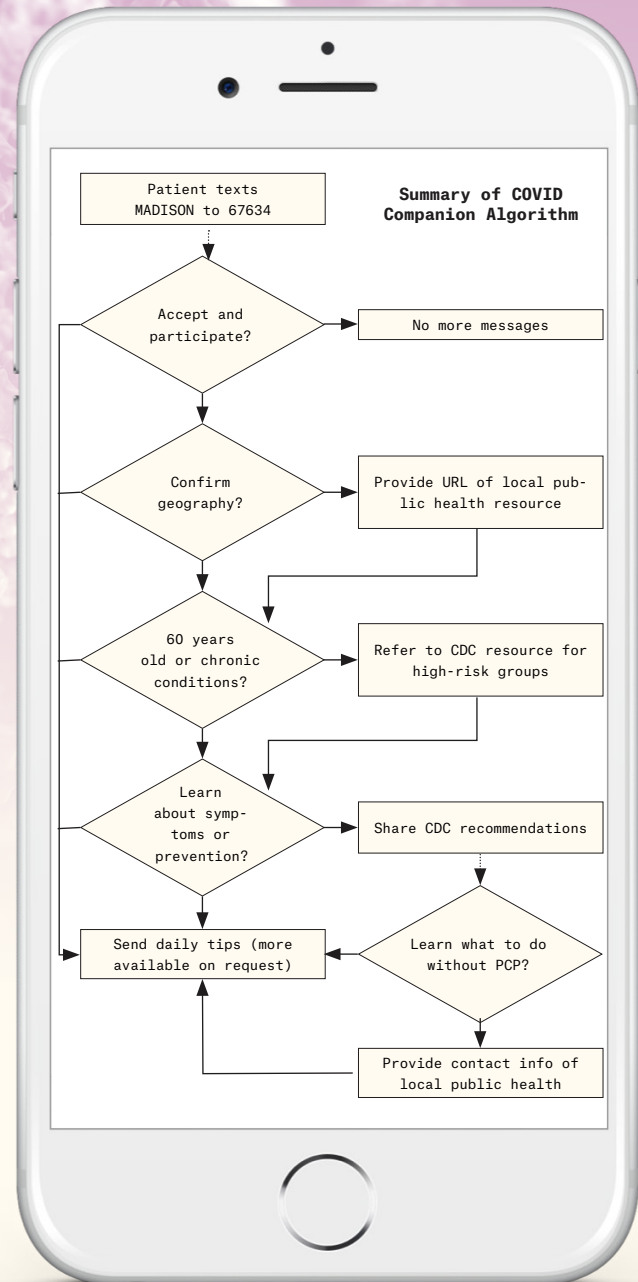 Patient texts
MADISON to 67634
Summary of COVID
Companion Algorithm
Accept and
participate?
No more messages
Confirm
geography?
Provide URL of local pub-
lic health resource
60 years
old or chronic
conditions?
Refer to CDC resource for
high-risk groups
Learn
about symp-
toms or
prevention?
Share CDC recommendations
Send daily tips (more
available on request)
Learn what to do
without PCP?
Provide contact info of
local public health